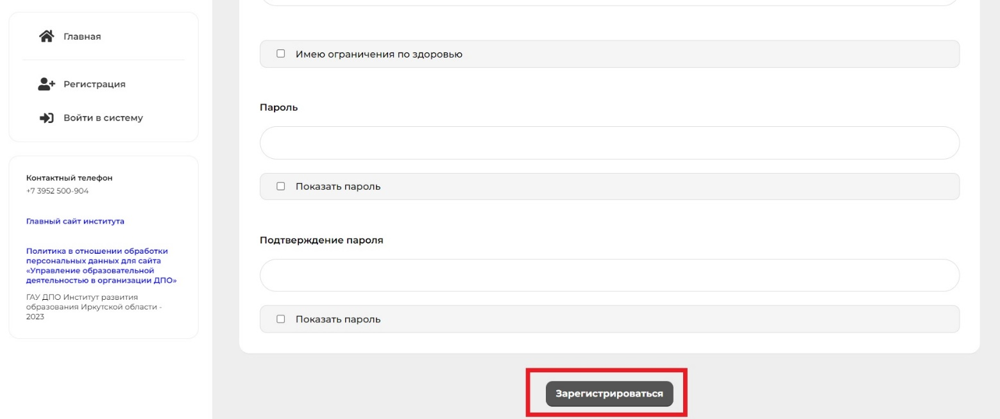 Главная
Регистрация
Войти в систему
Контактный телефон
+7 3952 500-904
Главный сайт института
Политика в отношении обработки
персональных данных для сайта
«Управление образовательной
деятельностью в организации ДПО»
ГАУ ДПО Институт развития
образования Иркутской области -
2023
Имею ограничения по здоровью
Пароль
Показать пароль
Подтверждение пароля
Показать пароль
Зарегистрироваться